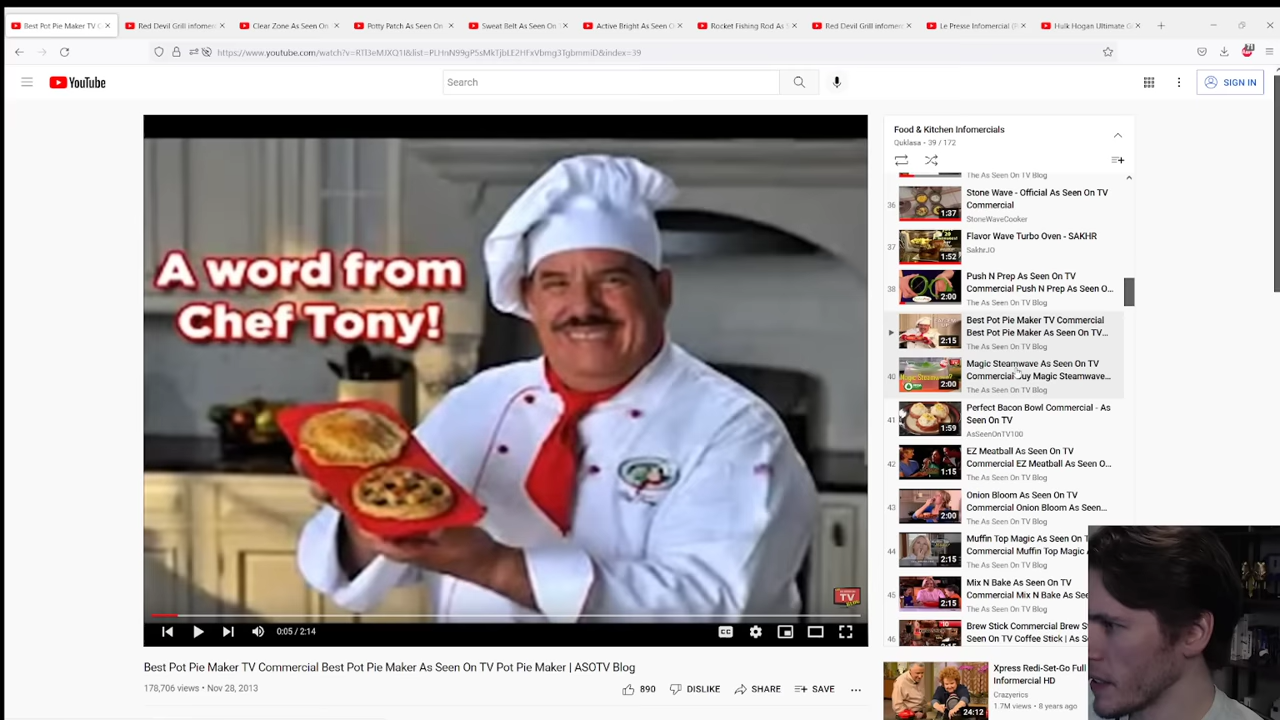 Best Pot Pie Maker TV C
Red Devil Grill infomer
Clear Zone As Seen On
Potty Patch As Seen On
Sweat Belt As Seen On
Active Bright As Seen O
Rocket Fishing Rod As S
Red Devil Grill infomer
Le Presse Infomercial (P
Hulk Hogan Ultimate G
https://www.youtube.com/watch?v=RTI3eMJXQ1I&list=PLHnN99gP5sMkTjbLE2HFxVbmg3TgbmmiD&index=39
YouTube
Search
SIGN IN
A word from
Chef Tony!
TV
0:05 / 2:14
Best Pot Pie Maker TV Commercial Best Pot Pie Maker As Seen On TV Pot Pie Maker | ASOTV Blog
178,706 views • Nov 28, 2013
890
DISLIKE
SHARE
SAVE
Food & Kitchen Infomercials
Quklasa - 39 / 172
The As Seen On TV Blog
36
1:37
Stone Wave - Official As Seen On TV
Commercial
StoneWaveCooker
37
1:52
Flavor Wave Turbo Oven - SAKHR
SakhrJO
38
2:00
Push N Prep As Seen On TV
Commercial Push N Prep As Seen O...
The As Seen On TV Blog
2:15
Best Pot Pie Maker TV Commercial
Best Pot Pie Maker As Seen On TV...
The As Seen On TV Blog
40
2:00
Magic Steamwave As Seen On TV
Commercial Buy Magic Steamwave...
The As Seen On TV Blog
41
1:59
Perfect Bacon Bowl Commercial - As
Seen On TV
AsSeenOnTV100
42
1:15
EZ Meatball As Seen On TV
Commercial EZ Meatball As Seen O...
The As Seen On TV Blog
43
2:00
Onion Bloom As Seen On TV
Commercial Onion Bloom As Seen...
The As Seen On TV Blog
44
2:15
Muffin Top Magic As Seen On T
Commercial Muffin Top Magic
The As Seen On TV Blog
45
2:15
Mix N Bake As Seen On TV
Commercial Mix N Bake As See
The As Seen On TV Blog
46
Brew Stick Commercial Brew S
Seen On TV Coffee Stick | As S
24:12
Xpress Redi-Set-Go Full
Infomercial HD
Crazyerics
1.7M views • 8 years ago